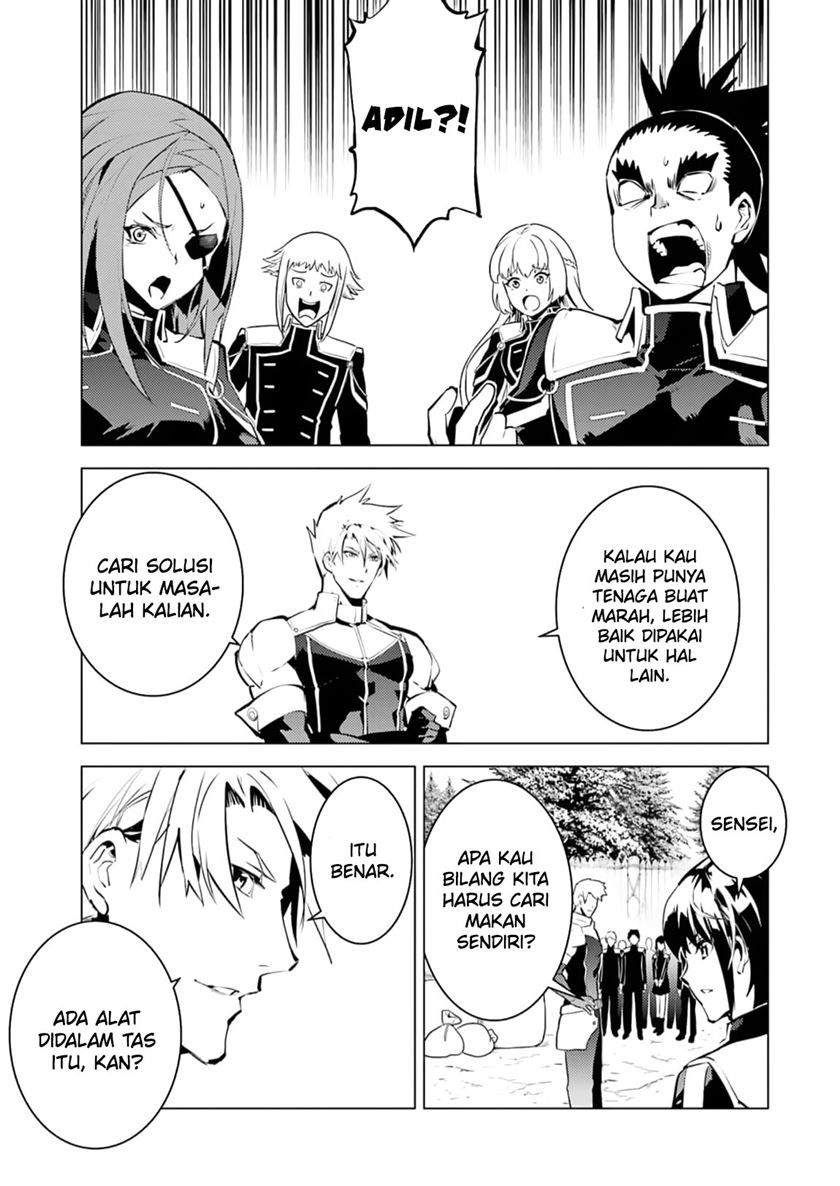 ADIL?!
KALAU KAU
MASIH PUNYA
TENAGA BUAT
MARAH, LEBIH
BAIK DIPAKAI
UNTUK HAL
LAIN.
CARI SOLUSI
UNTUK MASA-
LAH KALIAN.
SENSEI,
APA KAU
BILANG KITA
HARUS CARI
MAKAN
SENDIRI?
ITU
BENAR.
ADA ALAT
DIDALAM TAS
ITU, KAN?